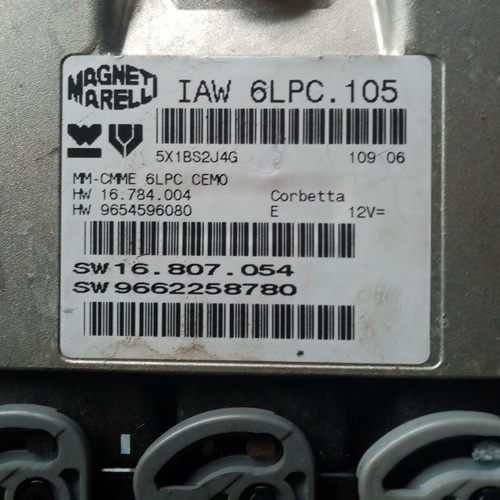 MAGNETI
MARELLI
IAW 6LPC.105
5X1BS2J4G 109 06
MM-CMME 6LPC CEMO
HW 16.784.004 Corbetta
HW 9654596080 E 12V=
SW16.807.054
SW9662258780